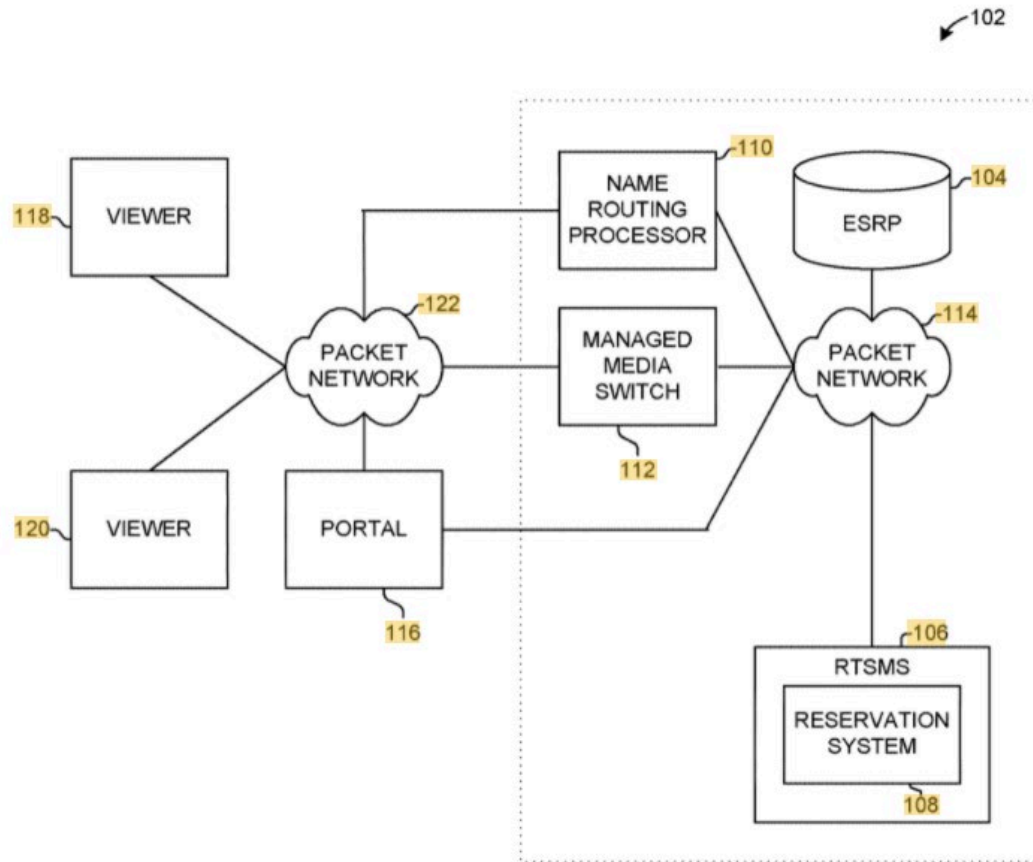 102
110
NAME
ROUTING
PROCESSOR
104
ESRP
118
VIEWER
122
PACKET
NETWORK
MANAGED
MEDIA
SWITCH
112
114
PACKET
NETWORK
120
VIEWER
PORTAL
116
106
RTSMS
RESERVATION
SYSTEM
108